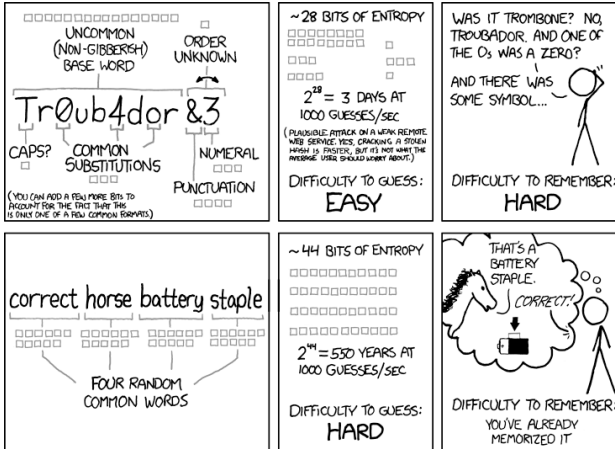 UNCOMMON
(NON-GIBBERISH)
BASE WORD
ORDER
UNKNOWN
Tr0ub4dor &3
CAPS?
COMMON
SUBSTITUTIONS
NUMERAL
PUNCTUATION
(YOU CAN ADD A FEW MORE BITS TO
ACCOUNT FOR THE FACT THAT THIS
IS ONLY ONE OF A FEW COMMON FORMATS.)
~28 BITS OF ENTROPY
2²⁸ = 3 DAYS AT
1000 GUESSES/SEC
(PLAUSIBLE ATTACK ON A WEAK REMOTE
WEB SERVICE. YES, CRACKING A STOLEN
HASH IS FASTER, BUT IT'S NOT WHAT THE
AVERAGE USER SHOULD WORRY ABOUT.)
DIFFICULTY TO GUESS:
EASY
WAS IT TROMBONE? NO,
TROUBADOR. AND ONE OF
THE Os WAS A ZERO?
AND THERE WAS
SOME SYMBOL...
DIFFICULTY TO REMEMBER:
HARD
correct horse battery staple
FOUR RANDOM
COMMON WORDS
~44 BITS OF ENTROPY
2⁴⁴ = 550 YEARS AT
1000 GUESSES/SEC
DIFFICULTY TO GUESS:
HARD
THAT'S A
BATTERY
STAPLE.
CORRECT!
DIFFICULTY TO REMEMBER:
YOU'VE ALREADY
MEMORIZED IT